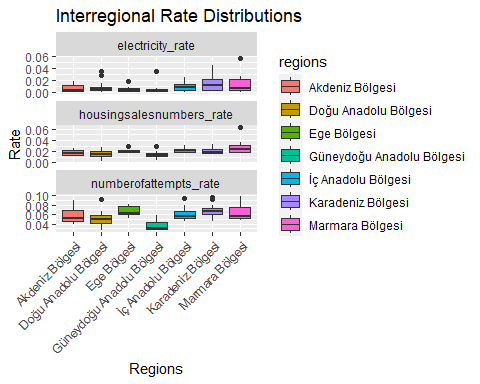 Interregional Rate Distributions
electricity_rate
0.06
0.04
0.02
0.00
housingsalesnumbers_rate
0.06
0.04
0.02
0.00
numberofattempts_rate
0.10
0.08
0.06
0.04
Rate
Akdeniz Bölgesi
Doğu Anadolu Bölgesi
Ege Bölgesi
Güneydoğu Anadolu Bölgesi
İç Anadolu Bölgesi
Karadeniz Bölgesi
Marmara Bölgesi
Regions
regions
Akdeniz Bölgesi
Doğu Anadolu Bölgesi
Ege Bölgesi
Güneydoğu Anadolu Bölgesi
İç Anadolu Bölgesi
Karadeniz Bölgesi
Marmara Bölgesi